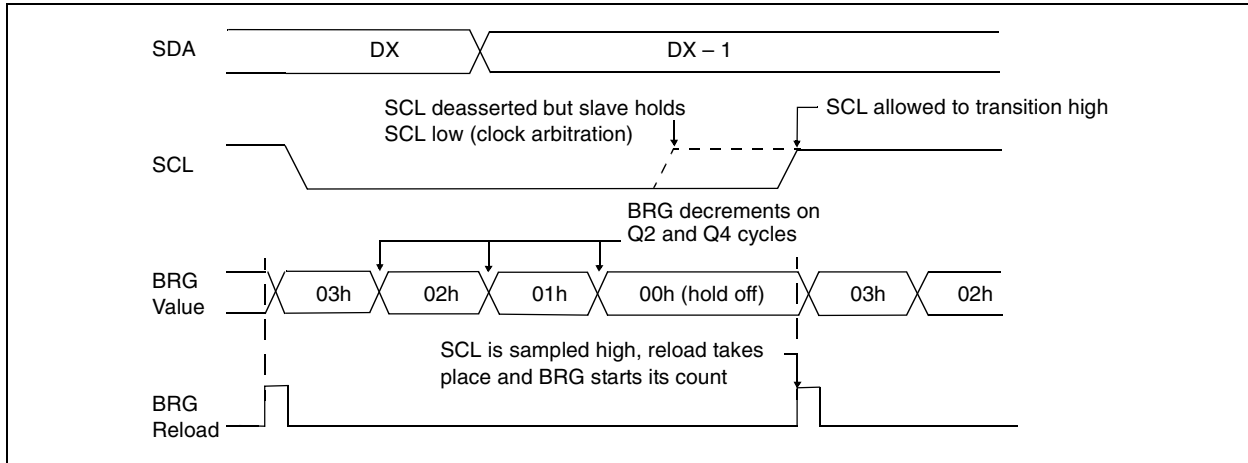 SDA
DX
DX – 1
SCL deasserted but slave holds
SCL low (clock arbitration)
SCL allowed to transition high
SCL
BRG decrements on
Q2 and Q4 cycles
BRG
Value
03h
02h
01h
00h (hold off)
03h
02h
SCL is sampled high, reload takes
place and BRG starts its count
BRG
Reload